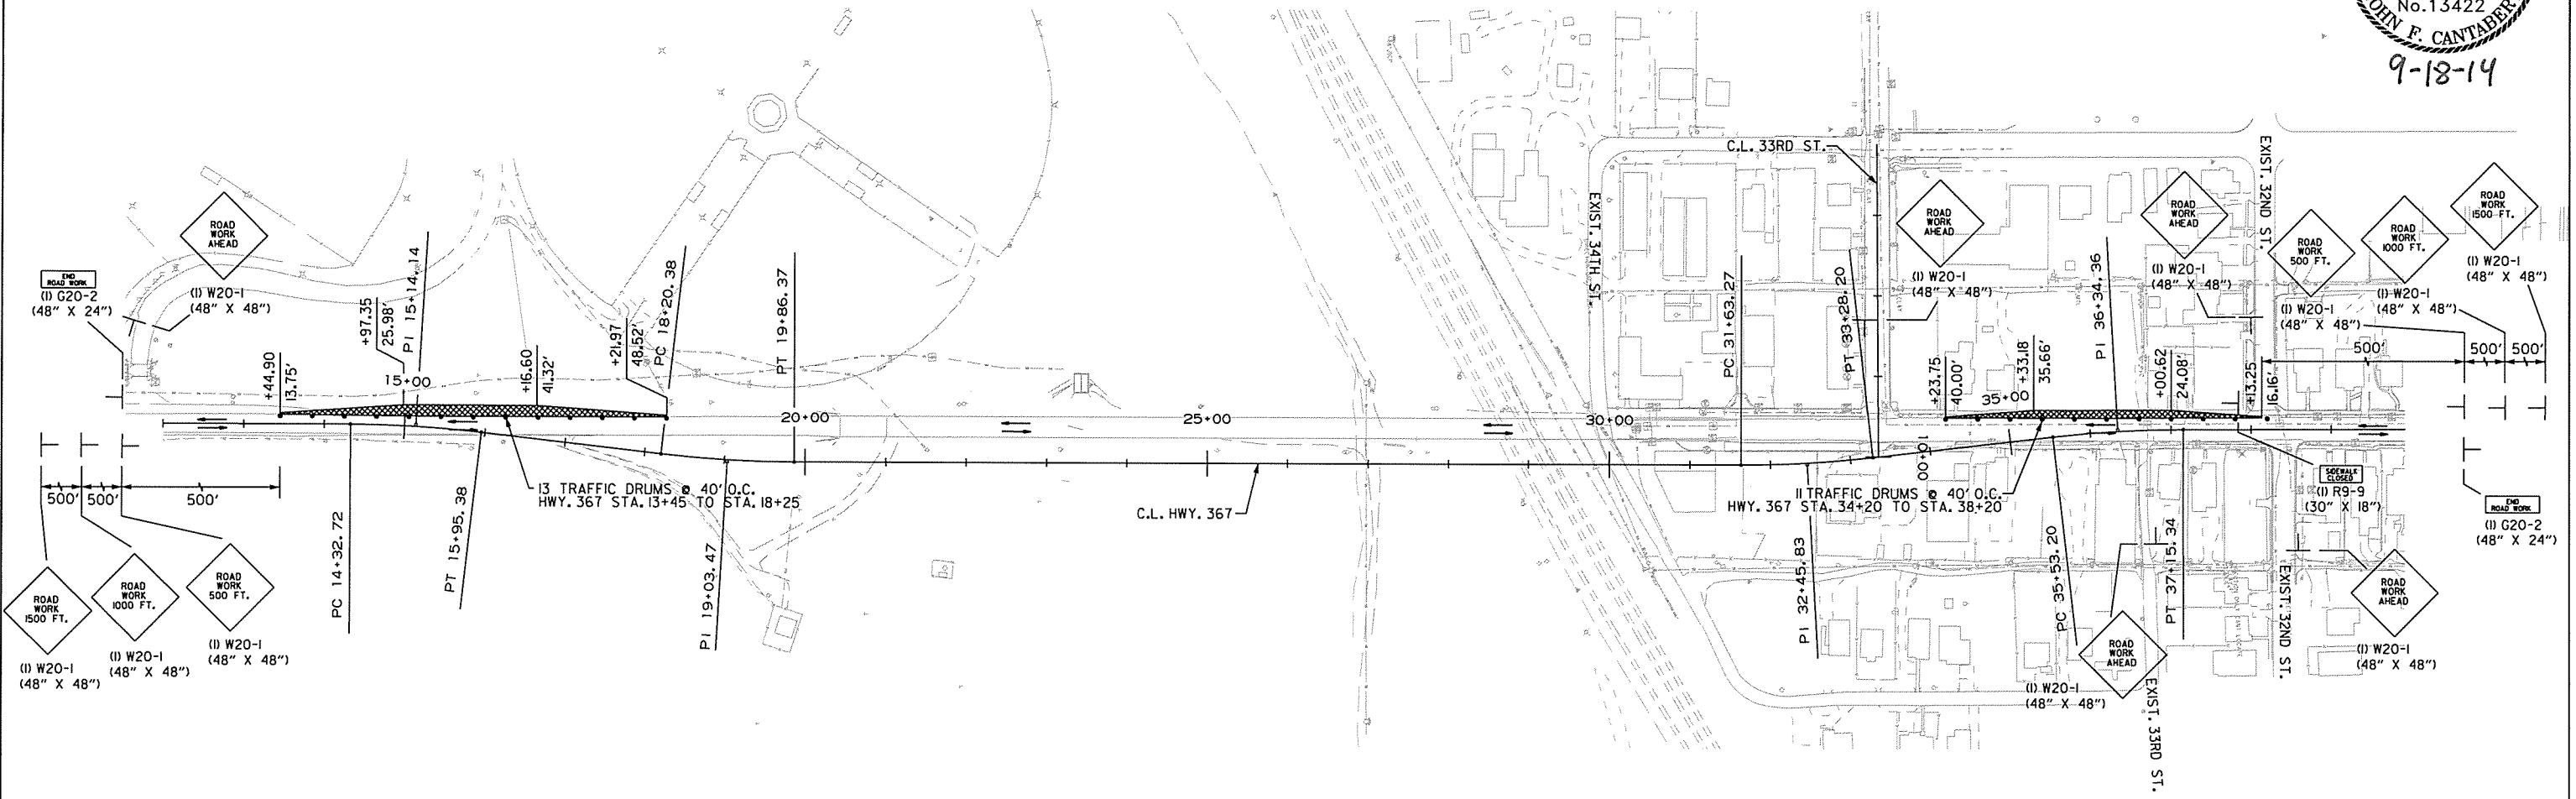 No.13422
JOHN F. CANTABER
9-18-14
ROAD
WORK
AHEAD
(1) W20-1
(48" X 48")
END
ROAD WORK
(1) G20-2
(48" X 24")
+44.90
13.75'
+97.35
25.98'
PI 15+14.14
15+00
+16.60
41.32'
+21.97
48.52'
PC 18+20.38
PT 19+86.37
20+00
25+00
30+00
EXIST. 34TH ST.
C.L. 33RD ST.
PC 31+63.27
PT 33+28.20
ROAD
WORK
AHEAD
(1) W20-1
(48" X 48")
+23.75
40.00'
35+00
+33.18
35.66'
PI 36+34.36
ROAD
WORK
AHEAD
(1) W20-1
(48" X 48")
+00.62
24.08'
+13.25
19.16'
EXIST. 32ND ST.
ROAD
WORK
500 FT.
(1) W20-1
(48" X 48")
ROAD
WORK
1000 FT.
(1) W20-1
(48" X 48")
ROAD
WORK
1500 FT.
(1) W20-1
(48" X 48")
500'
500'
500'
500'
500'
500'
ROAD
WORK
1500 FT.
(1) W20-1
(48" X 48")
ROAD
WORK
1000 FT.
(1) W20-1
(48" X 48")
ROAD
WORK
500 FT.
(1) W20-1
(48" X 48")
PC 14+32.72
PT 15+95.38
13 TRAFFIC DRUMS @ 40' O.C.
HWY. 367 STA. 13+45 TO STA. 18+25
PI 19+03.47
C.L. HWY. 367
10+00
11 TRAFFIC DRUMS @ 40' O.C.
HWY. 367 STA. 34+20 TO STA. 38+20
PI 32+45.83
PC 35+53.20
PT 37+15.34
ROAD
WORK
AHEAD
(1) W20-1
(48" X 48")
EXIST. 33RD ST.
EXIST. 32ND ST.
SIDEWALK
CLOSED
(1) R9-9
(30" X 18")
ROAD
WORK
AHEAD
(1) W20-1
(48" X 48")
END
ROAD WORK
(1) G20-2
(48" X 24")